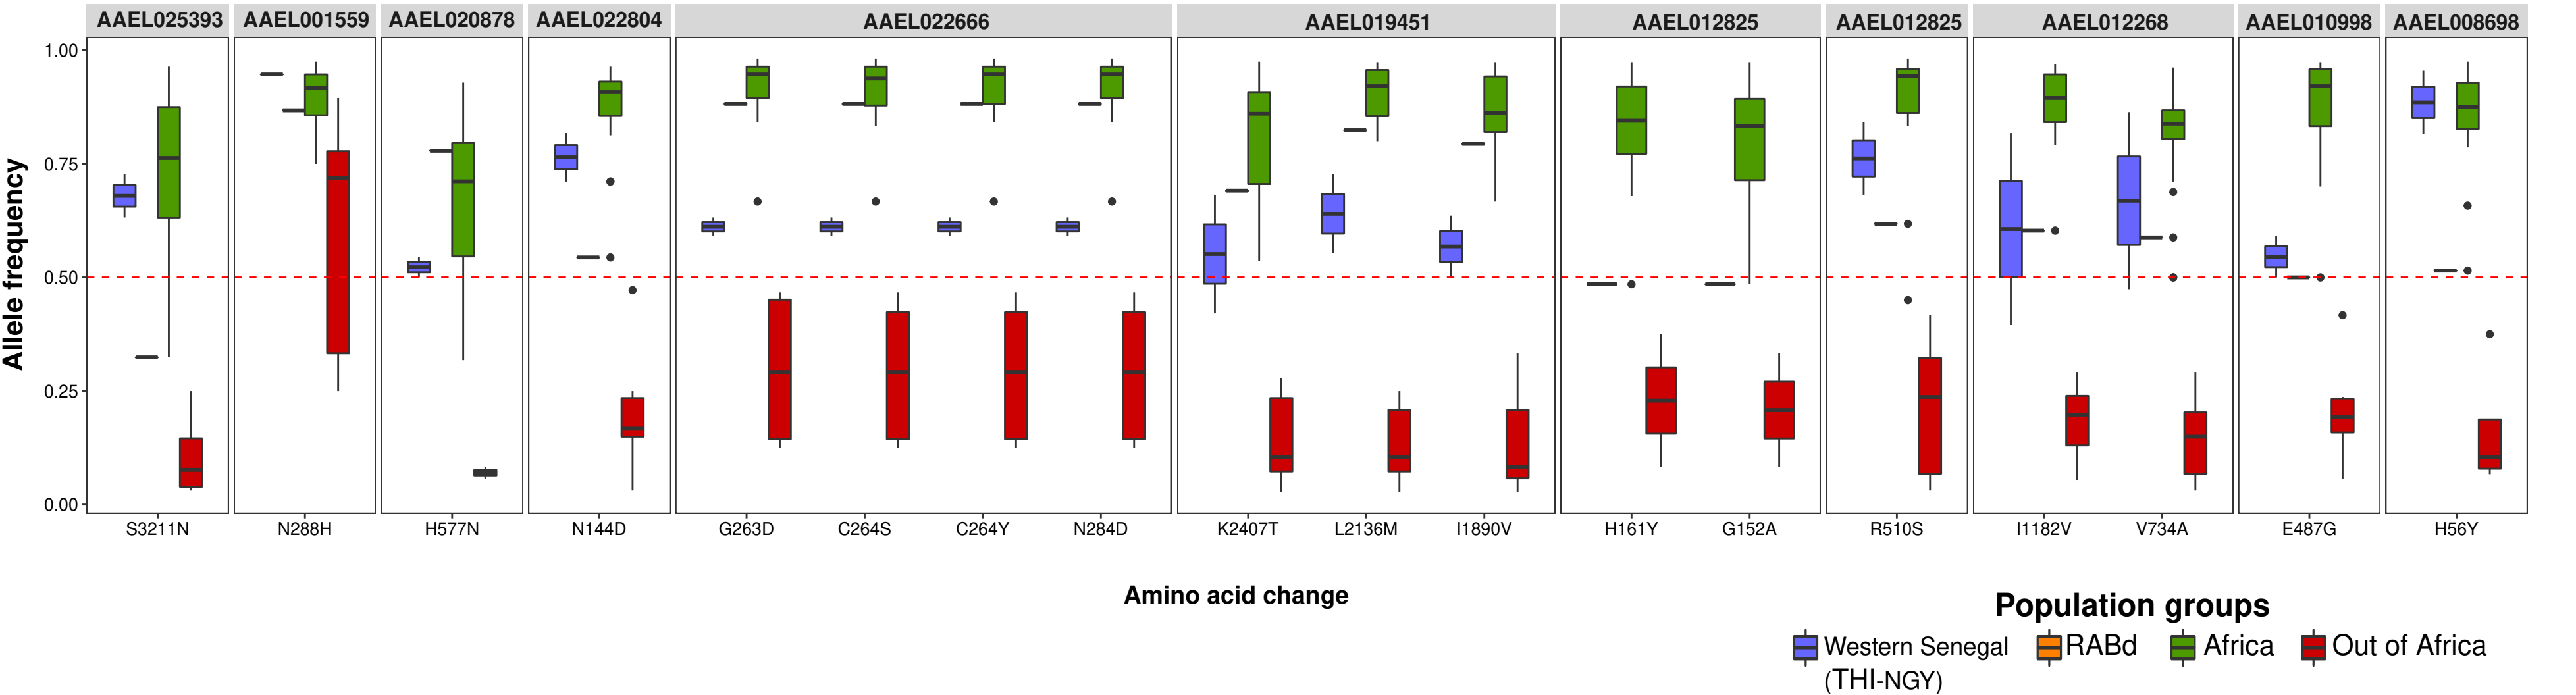 AAEL025393 AAEL001559 AAEL020878 AAEL022804 AAEL022666 AAEL019451 AAEL012825 AAEL012825 AAEL012268 AAEL010998 AAEL008698
Allele frequency
1.00
0.75
0.50
0.25
0.00
S3211N N288H H577N N144D G263D C264S C264Y N284D K2407T L2136M I1890V H161Y G152A R510S I1182V V734A E487G H56Y
Amino acid change
Population groups
Western Senegal RABd Africa Out of Africa
(THI-NGY)